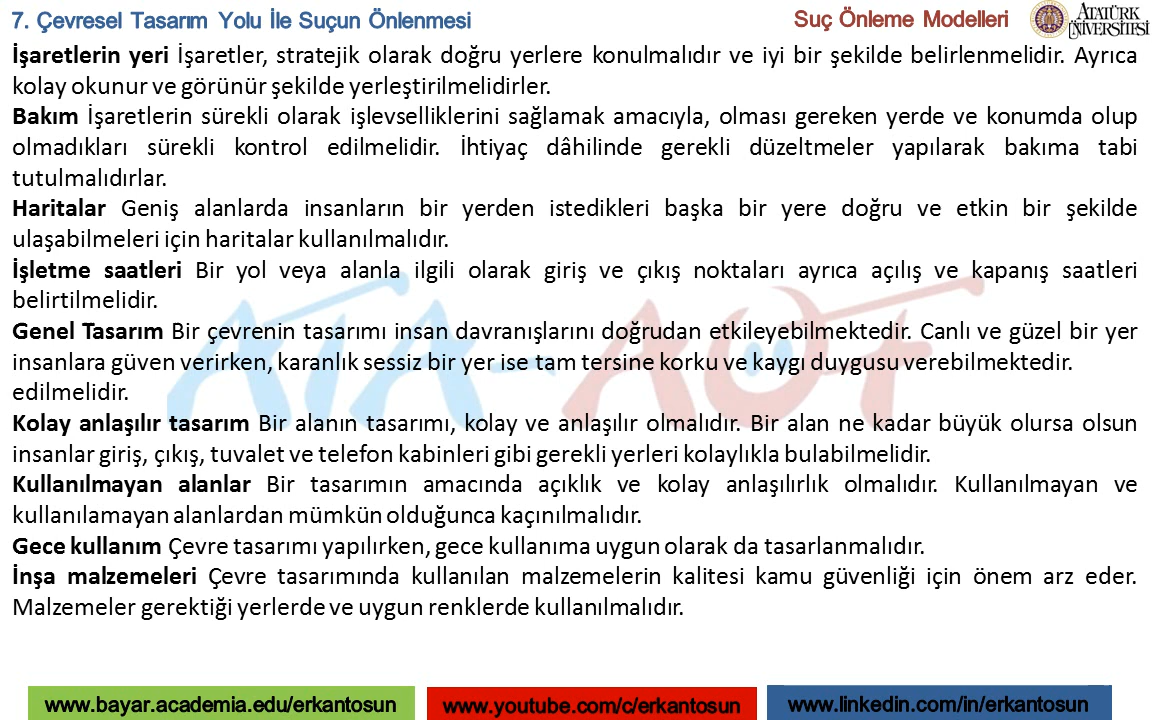 7. Çevresel Tasarım Yolu İle Suçun Önlenmesi
Suç Önleme Modelleri
ATATÜRK
ÜNİVERSİTESİ
İşaretlerin yeri İşaretler, stratejik olarak doğru yerlere konulmalıdır ve iyi bir şekilde belirlenmelidir. Ayrıca
kolay okunur ve görünür şekilde yerleştirilmelidirler.
Bakım İşaretlerin sürekli olarak işlevselliklerini sağlamak amacıyla, olması gereken yerde ve konumda olup
olmadıkları sürekli kontrol edilmelidir. İhtiyaç dâhilinde gerekli düzeltmeler yapılarak bakıma tabi
tutulmalıdırlar.
Haritalar Geniş alanlarda insanların bir yerden istedikleri başka bir yere doğru ve etkin bir şekilde
ulaşabilmeleri için haritalar kullanılmalıdır.
İşletme saatleri Bir yol veya alanla ilgili olarak giriş ve çıkış noktaları ayrıca açılış ve kapanış saatleri
belirtilmelidir.
Genel Tasarım Bir çevrenin tasarımı insan davranışlarını doğrudan etkileyebilmektedir. Canlı ve güzel bir yer
insanlara güven verirken, karanlık sessiz bir yer ise tam tersine korku ve kaygı duygusu verebilmektedir.
edilmelidir.
Kolay anlaşılır tasarım Bir alanın tasarımı, kolay ve anlaşılır olmalıdır. Bir alan ne kadar büyük olursa olsun
insanlar giriş, çıkış, tuvalet ve telefon kabinleri gibi gerekli yerleri kolaylıkla bulabilmelidir.
Kullanılmayan alanlar Bir tasarımın amacında açıklık ve kolay anlaşılırlık olmalıdır. Kullanılmayan ve
kullanılamayan alanlardan mümkün olduğunca kaçınılmalıdır.
Gece kullanım Çevre tasarımı yapılırken, gece kullanıma uygun olarak da tasarlanmalıdır.
İnşa malzemeleri Çevre tasarımında kullanılan malzemelerin kalitesi kamu güvenliği için önem arz eder.
Malzemeler gerektiği yerlerde ve uygun renklerde kullanılmalıdır.
ATA-AÖF
www.bayar.academia.edu/erkantosun
www.youtube.com/c/erkantosun
www.linkedin.com/in/erkantosun